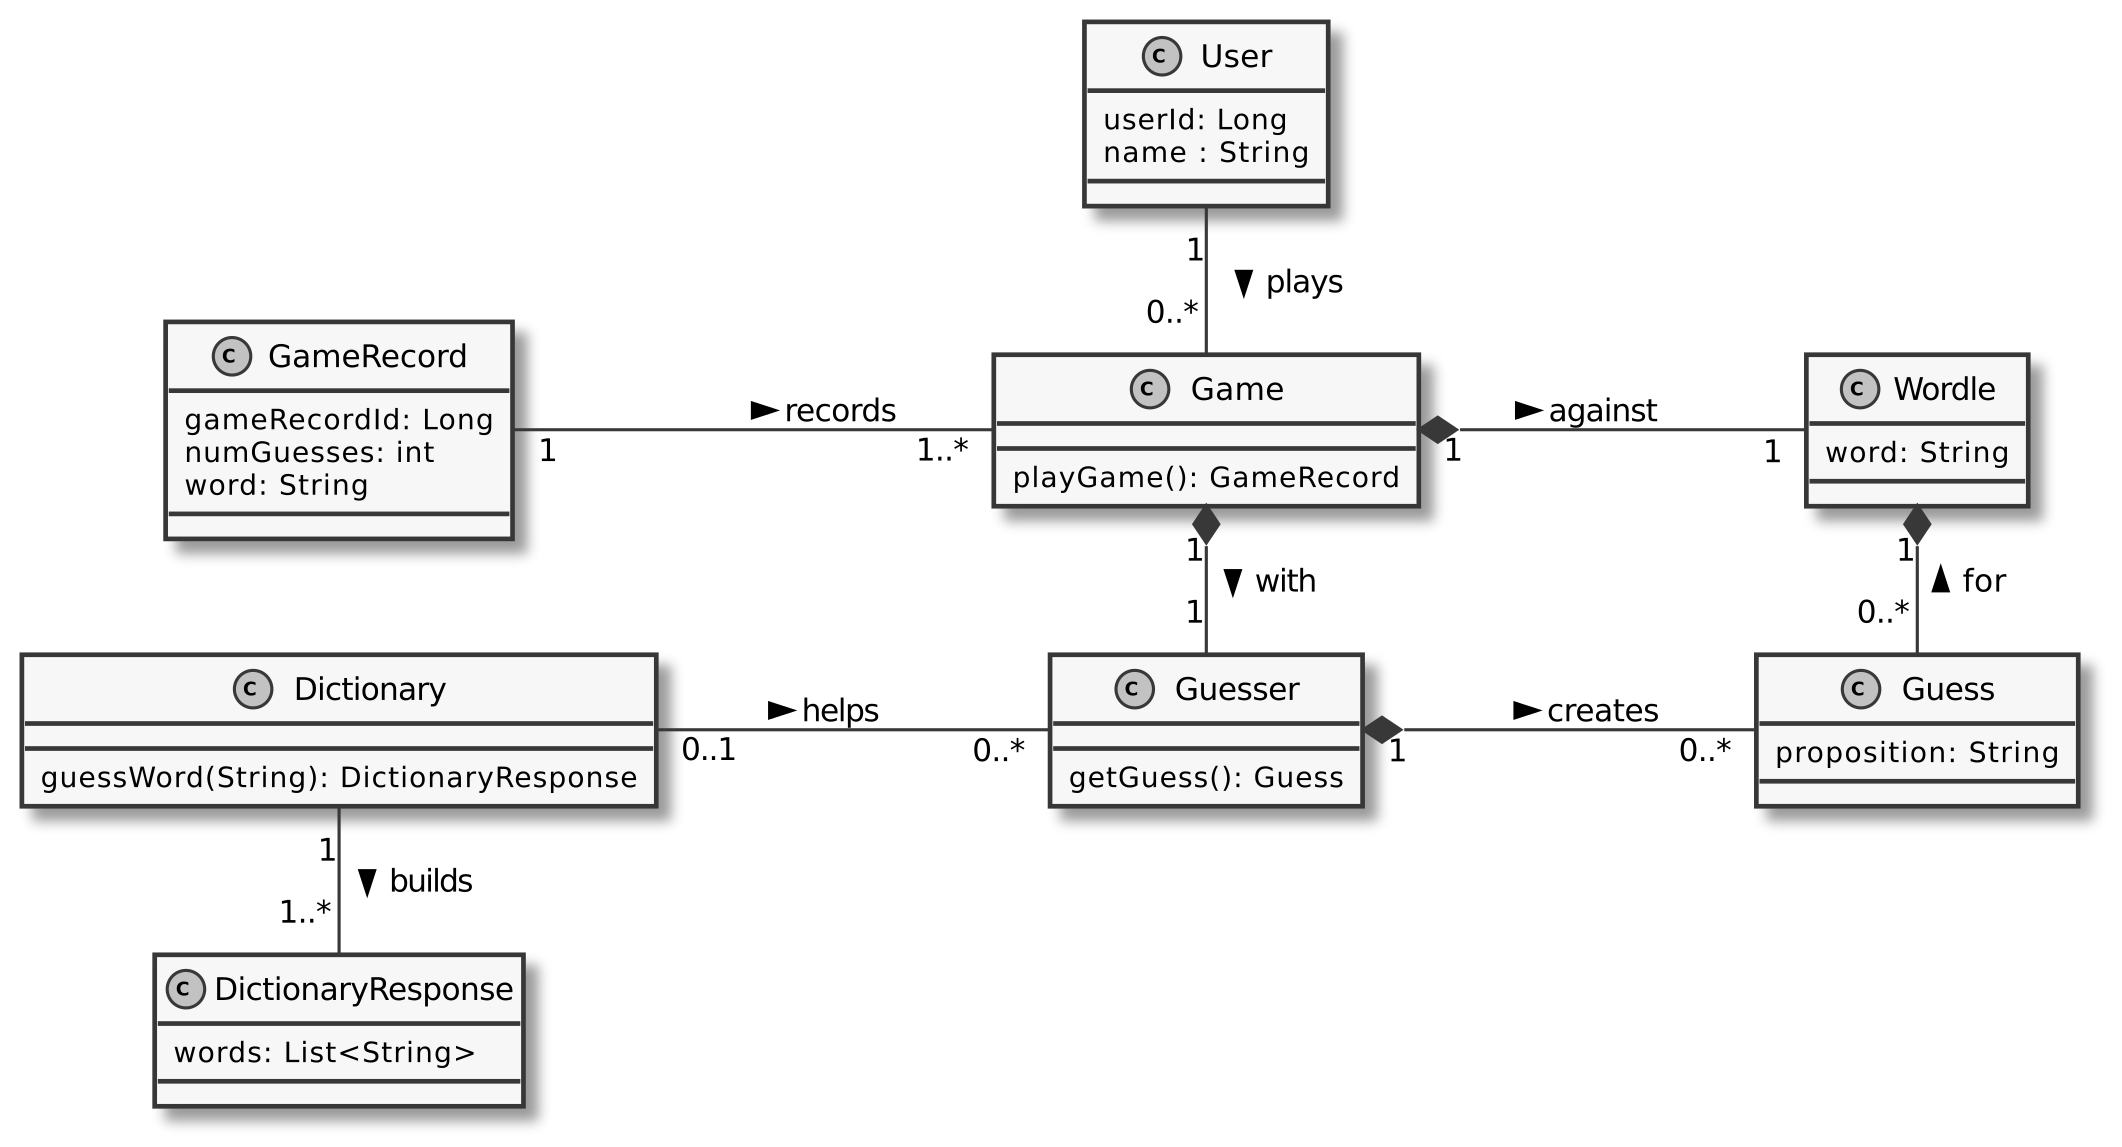 C User
userId: Long
name : String
1
plays
0..*
C GameRecord
gameRecordId: Long
numGuesses: int
word: String
1
records
1..*
C Game
playGame(): GameRecord
1
against
1
C Wordle
word: String
1
with
1
1
for
0..*
C Dictionary
guessWord(String): DictionaryResponse
0..1
helps
0..*
C Guesser
getGuess(): Guess
1
creates
0..*
C Guess
proposition: String
1
builds
1..*
C DictionaryResponse
words: List<String>